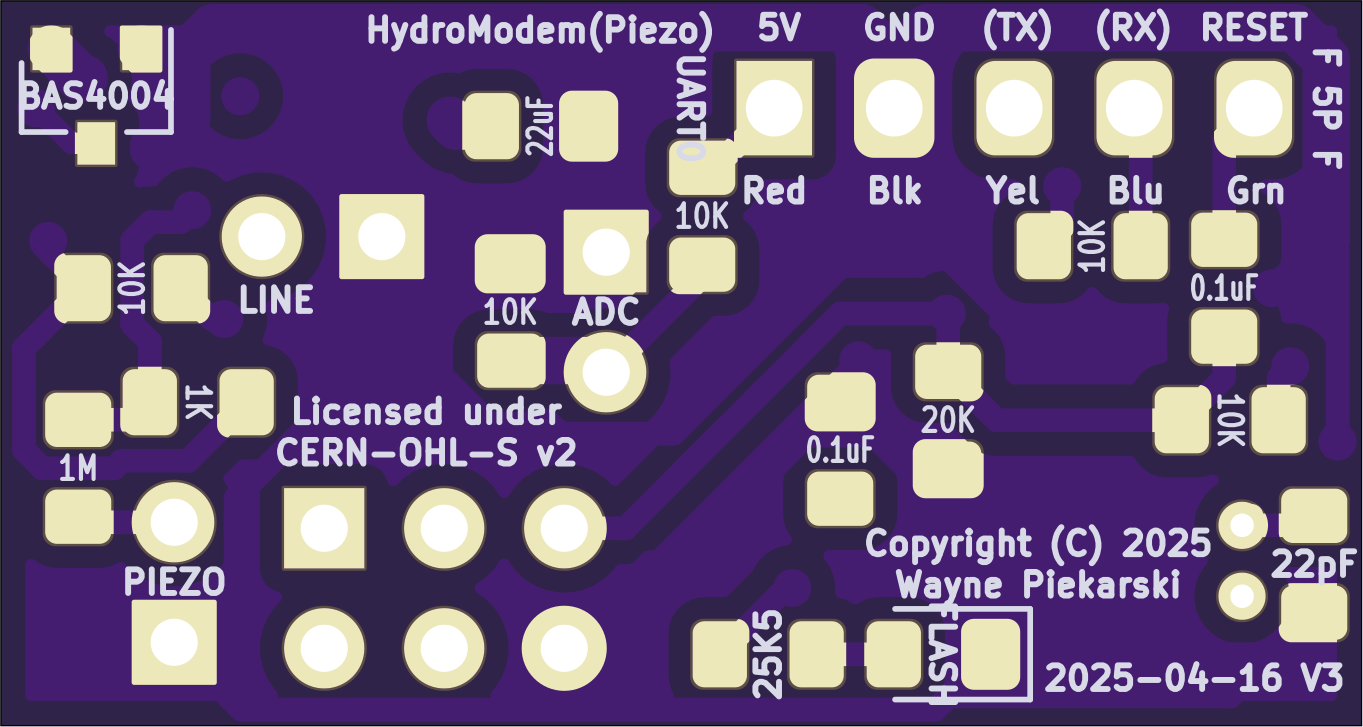 HydroModem(Piezo)
5V GND (TX) (RX) RESET
F 5P F
BAS4004
22uF
UART0
Red Blk Yel Blu Grn
10K
10K
10K
LINE
10K
ADC
0.1uF
1K
Licensed under
CERN-OHL-S v2
20K
10K
1M
0.1uF
Copyright (C) 2025
Wayne Piekarski
22pF
PIEZO
25K5
FLASH
2025-04-16 V3